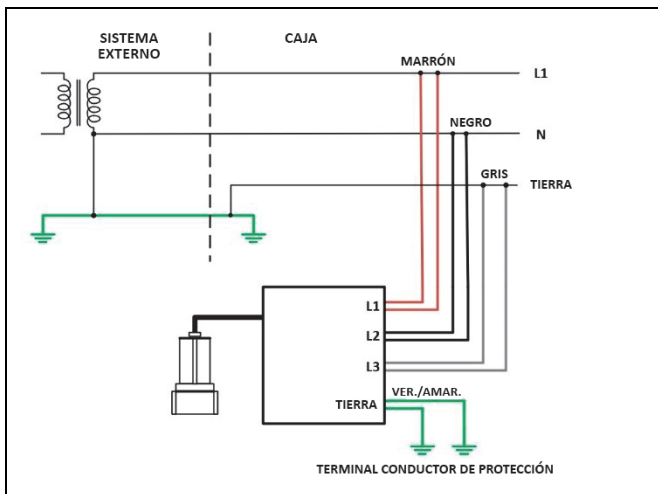 SISTEMA
EXTERNO
CAJA
MARRÓN
L1
NEGRO
N
GRIS
TIERRA
L1
L2
L3
VER./AMAR.
TIERRA
TERMINAL CONDUCTOR DE PROTECCIÓN